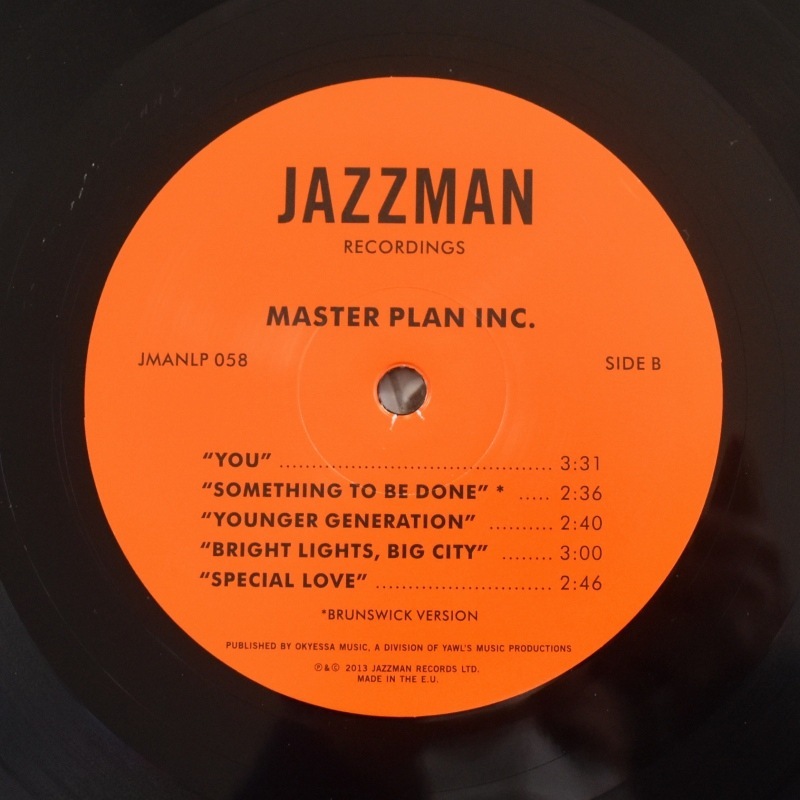 JAZZMAN
RECORDINGS
MASTER PLAN INC.
JMANLP 058 SIDE B
"YOU" ........................................... 3:31
"SOMETHING TO BE DONE" * ..... 2:36
"YOUNGER GENERATION" .......... 2:40
"BRIGHT LIGHTS, BIG CITY" ........ 3:00
"SPECIAL LOVE" ............................ 2:46
*BRUNSWICK VERSION
PUBLISHED BY OKYESSA MUSIC, A DIVISION OF YAWL'S MUSIC PRODUCTIONS
℗&© 2013 JAZZMAN RECORDS LTD.
MADE IN THE E.U.